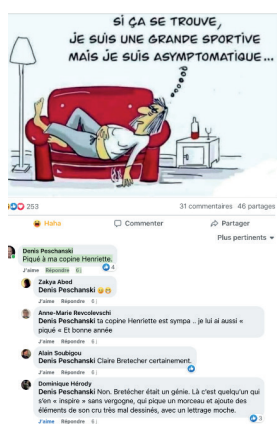 SI ÇA SE TROUVE,
JE SUIS UNE GRANDE SPORTIVE
MAIS JE SUIS ASYMPTOMATIQUE...
253
31 commentaires 46 partages
Haha
Commenter
Partager
Plus pertinents
Denis Peschanski
Piqué à ma copine Henriette.
4
J'aime Répondre 6 j
Zakya Abed
Denis Peschanski
J'aime Répondre 6 j
Anne-Marie Revcolevschi
Denis Peschanski ta copine Henriette est sympa .. je lui ai aussi «
piqué « Et bonne année
J'aime Répondre 6 j
Alain Soubigou
Denis Peschanski Claire Bretecher certainement.
J'aime Répondre 6 j
Dominique Hérody
Denis Peschanski Non. Bretécher était un génie. Là c'est quelqu'un qui
s'en « inspire » sans vergogne, qui pique un morceau et ajoute des
éléments de son cru très mal dessinés, avec un lettrage moche.
3
J'aime Répondre 6 j